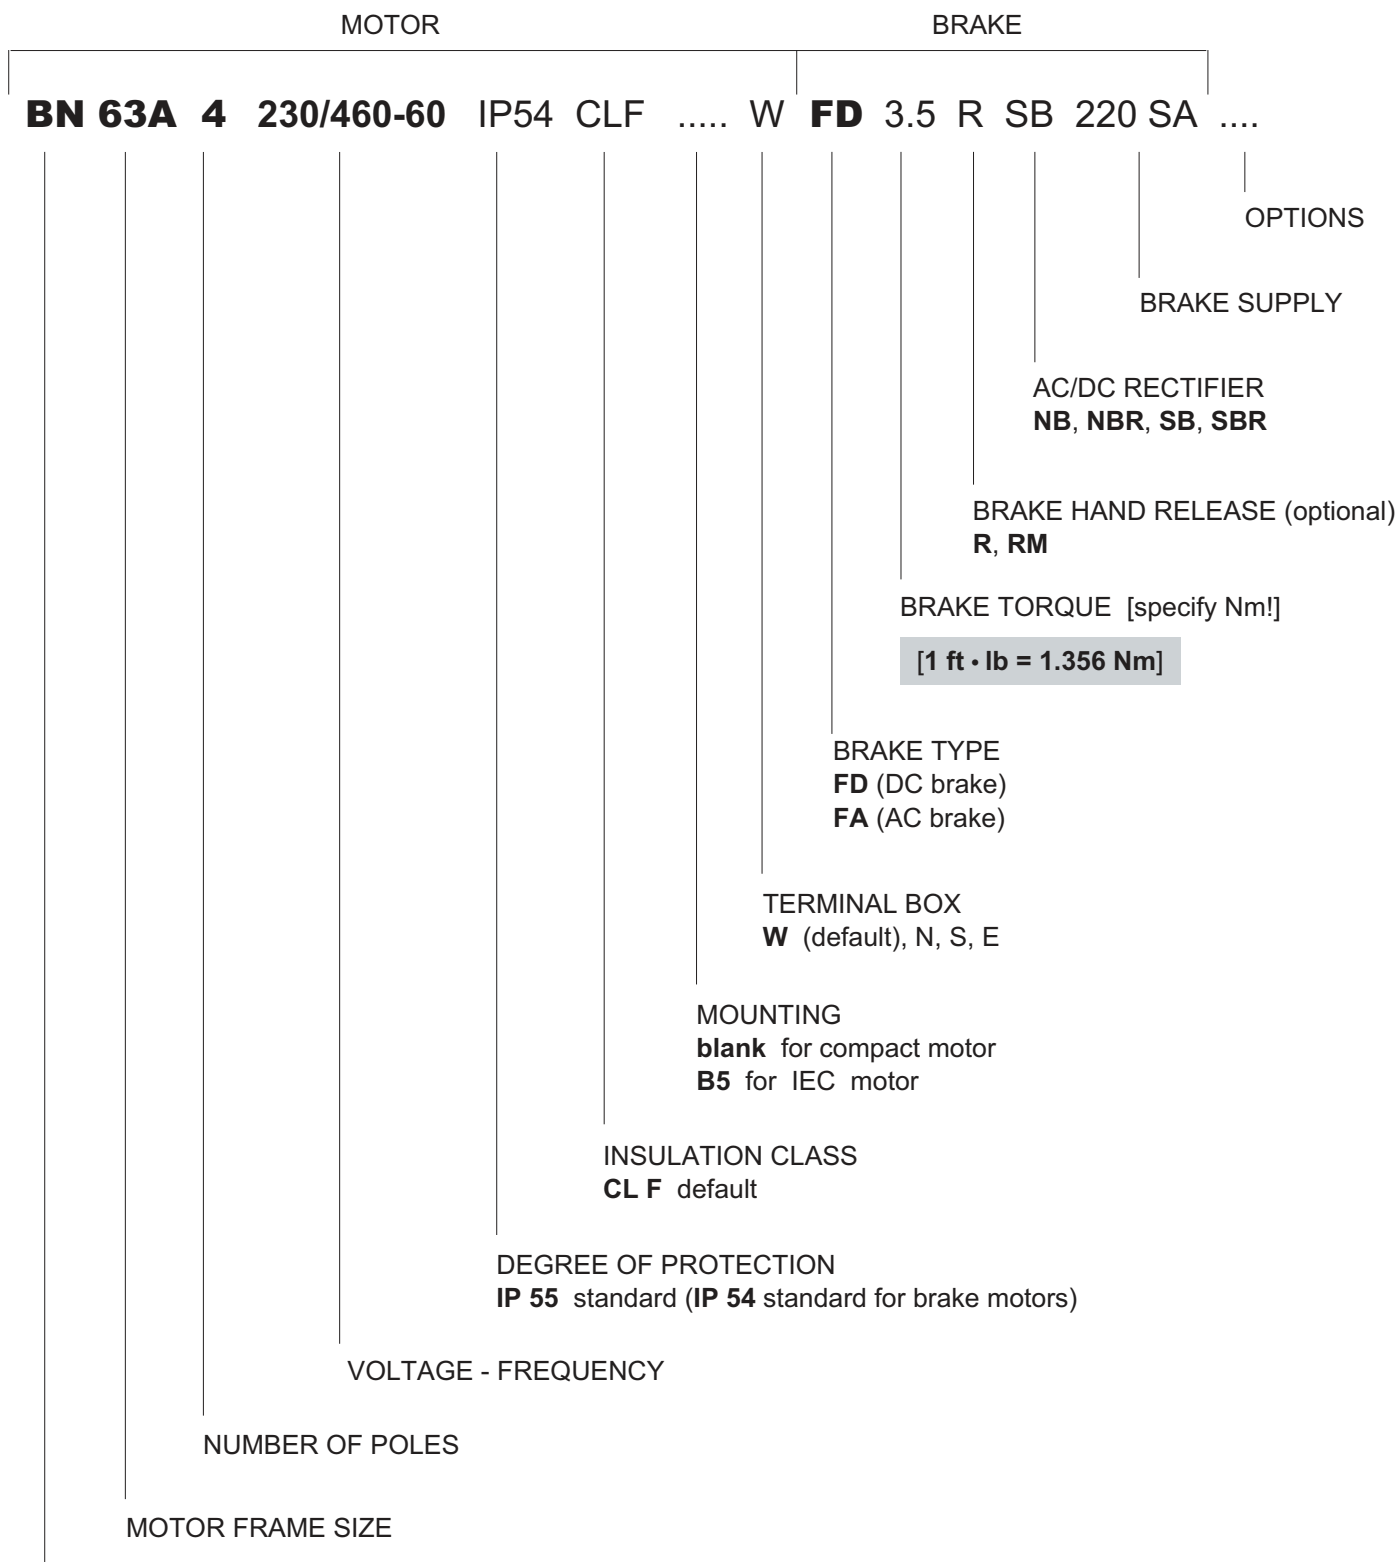 MOTOR BRAKE
BN 63A 4 230/460-60 IP54 CLF ..... W FD 3.5 R SB 220 SA ....
OPTIONS
BRAKE SUPPLY
AC/DC RECTIFIER
NB, NBR, SB, SBR
BRAKE HAND RELEASE (optional)
R, RM
BRAKE TORQUE [specify Nm!]
[1 ft • lb = 1.356 Nm]
BRAKE TYPE
FD (DC brake)
FA (AC brake)
TERMINAL BOX
W (default), N, S, E
MOUNTING
blank for compact motor
B5 for IEC motor
INSULATION CLASS
CL F default
DEGREE OF PROTECTION
IP 55 standard (IP 54 standard for brake motors)
VOLTAGE - FREQUENCY
NUMBER OF POLES
MOTOR FRAME SIZE